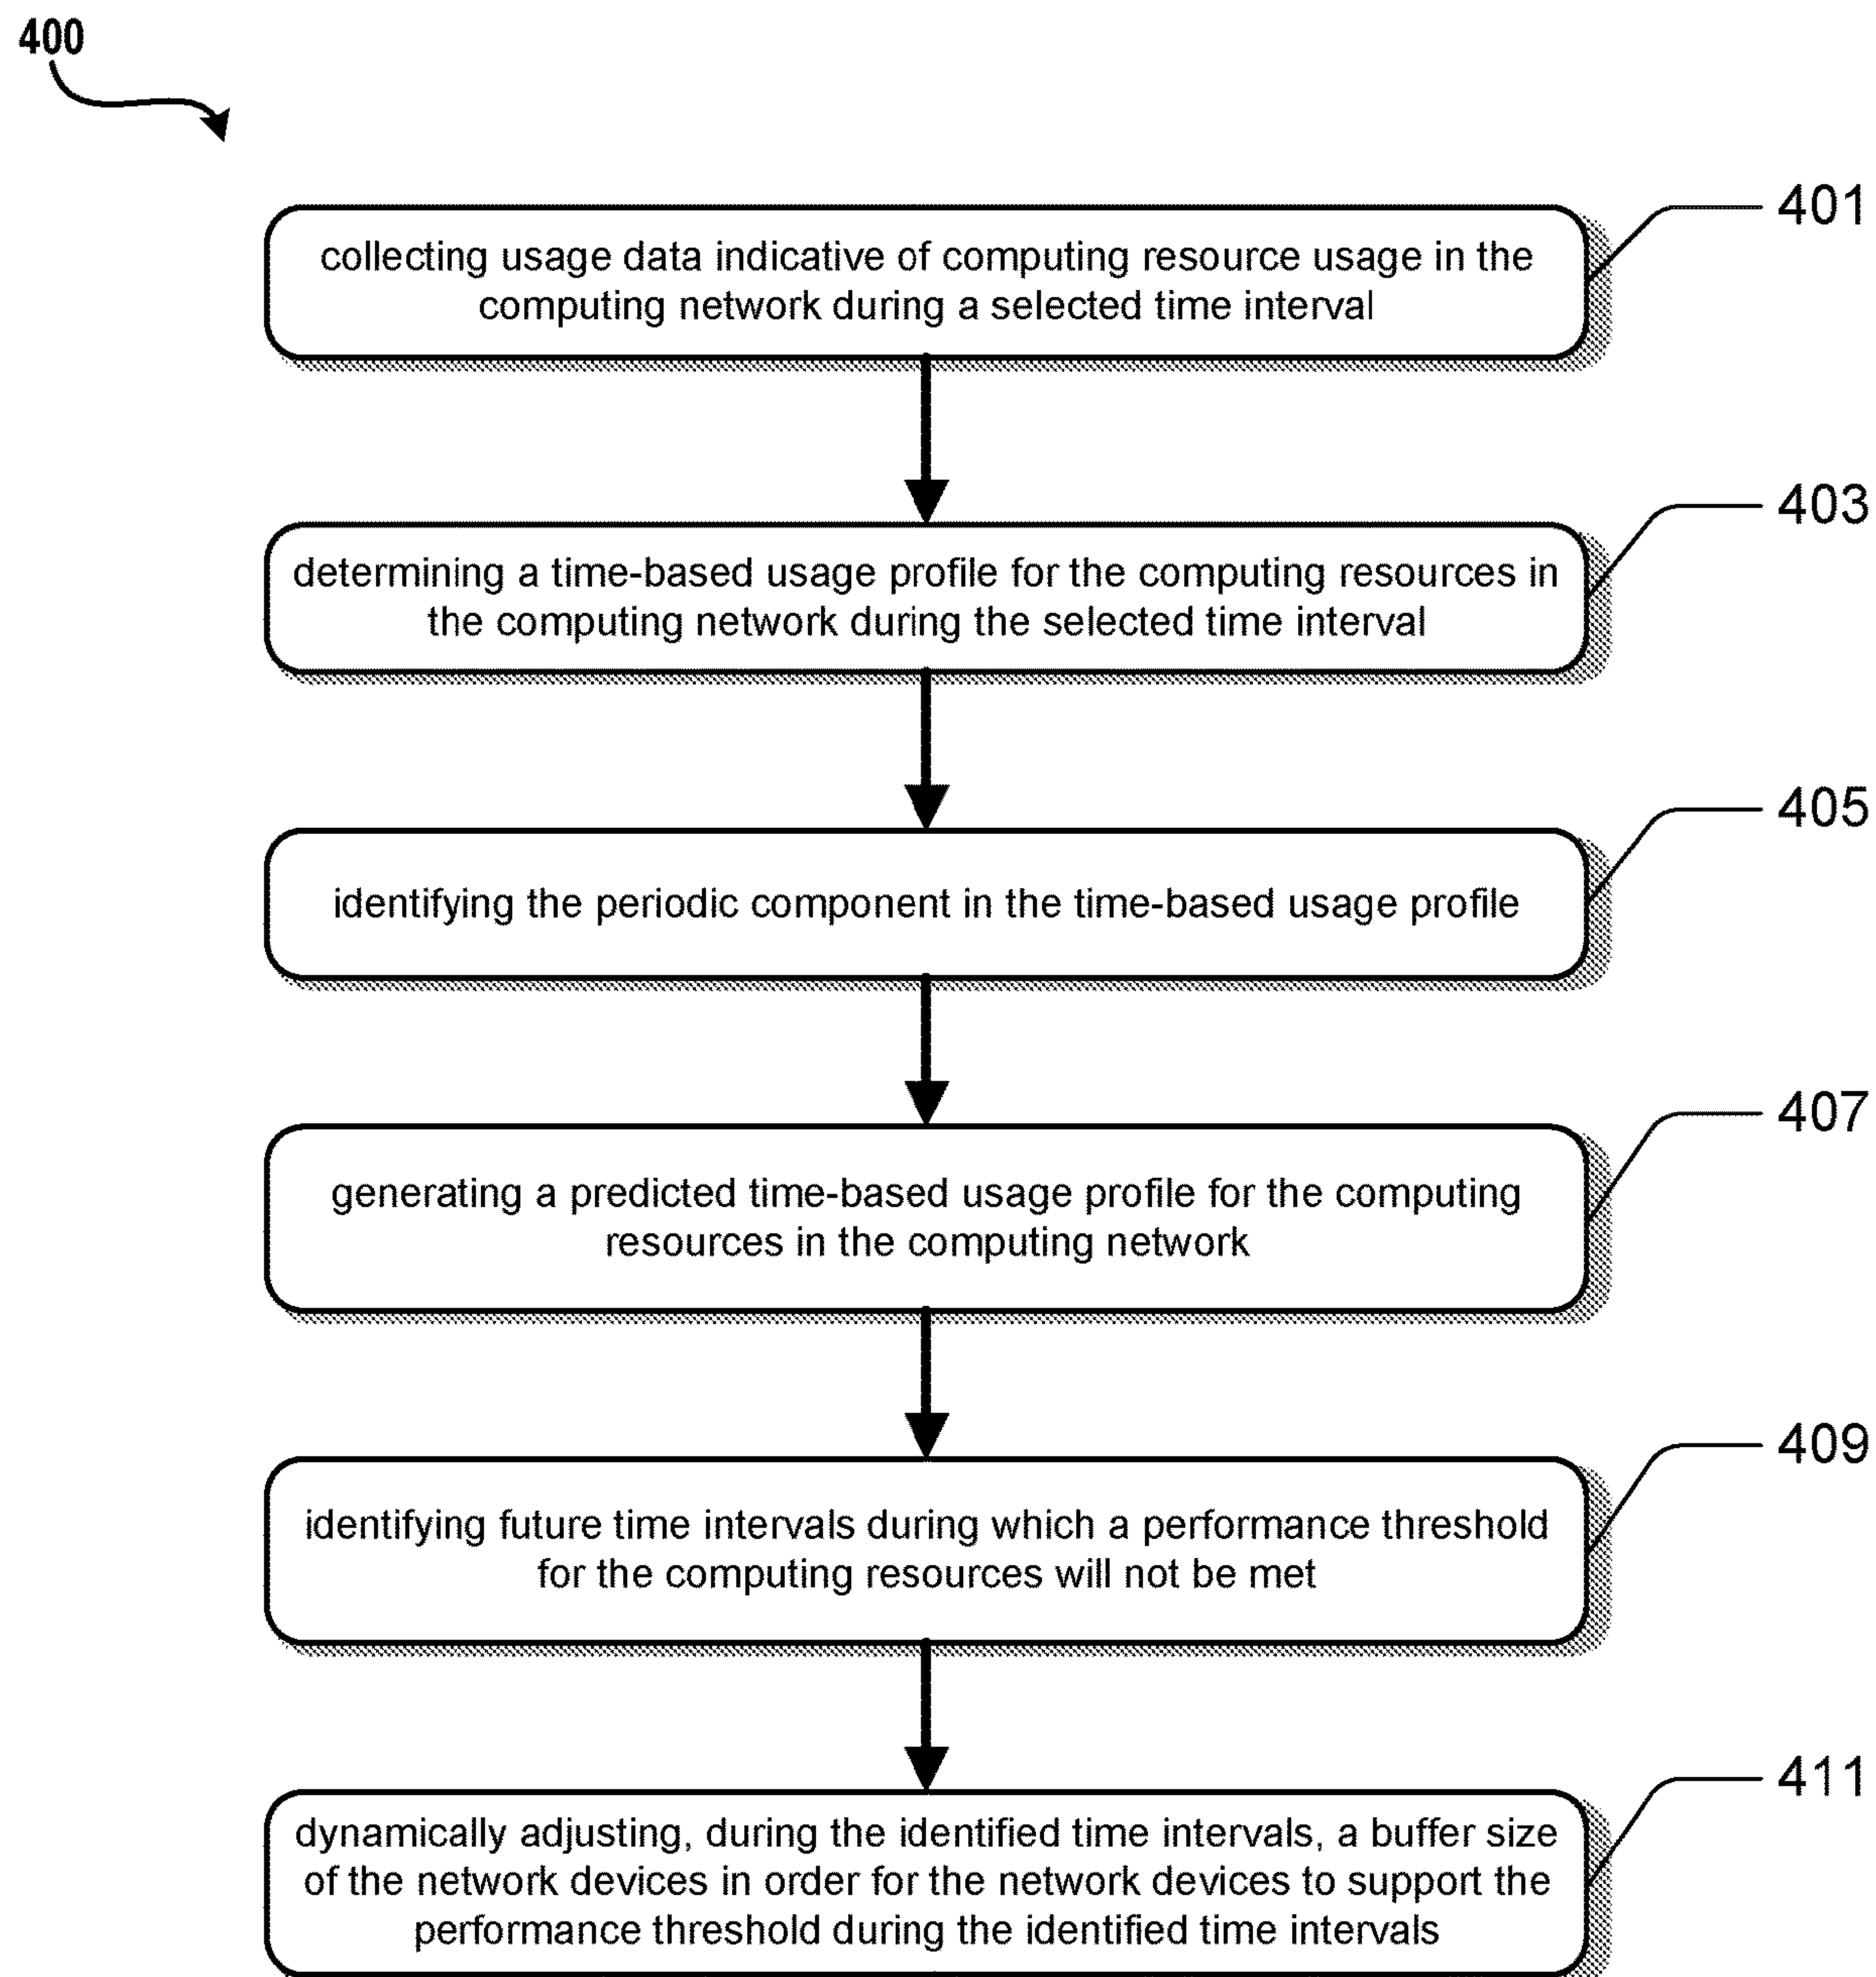 400
401
collecting usage data indicative of computing resource usage in the
computing network during a selected time interval
403
determining a time-based usage profile for the computing resources in
the computing network during the selected time interval
405
identifying the periodic component in the time-based usage profile
407
generating a predicted time-based usage profile for the computing
resources in the computing network
409
identifying future time intervals during which a performance threshold
for the computing resources will not be met
411
dynamically adjusting, during the identified time intervals, a buffer size
of the network devices in order for the network devices to support the
performance threshold during the identified time intervals